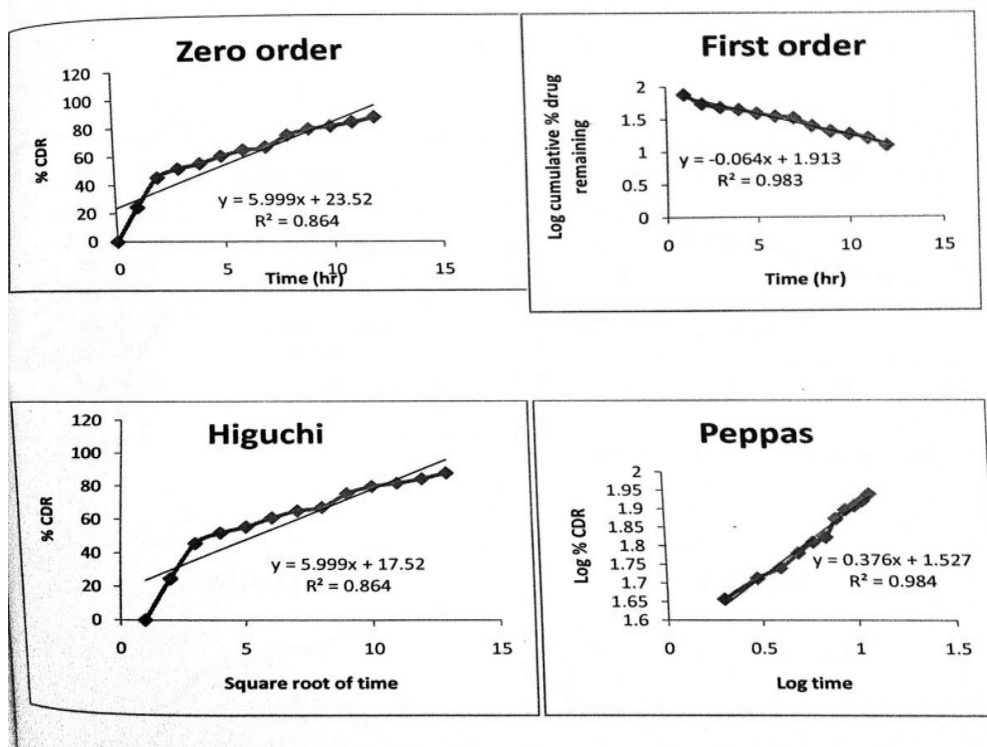 Zero order
120
100
80
60
40
20
0
% CDR
y = 5.999x + 23.52
R² = 0.864
0
5
10
15
Time (hr)
First order
2
1.5
1
0.5
0
Log cumulative % drug
remaining
y = -0.064x + 1.913
R² = 0.983
0
5
10
15
Time (hr)
Higuchi
120
100
80
60
40
20
0
% CDR
y = 5.999x + 17.52
R² = 0.864
0
5
10
15
Square root of time
Peppas
2
1.95
1.9
1.85
1.8
1.75
1.7
1.65
1.6
Log % CDR
y = 0.376x + 1.527
R² = 0.984
0
0.5
1
1.5
Log time